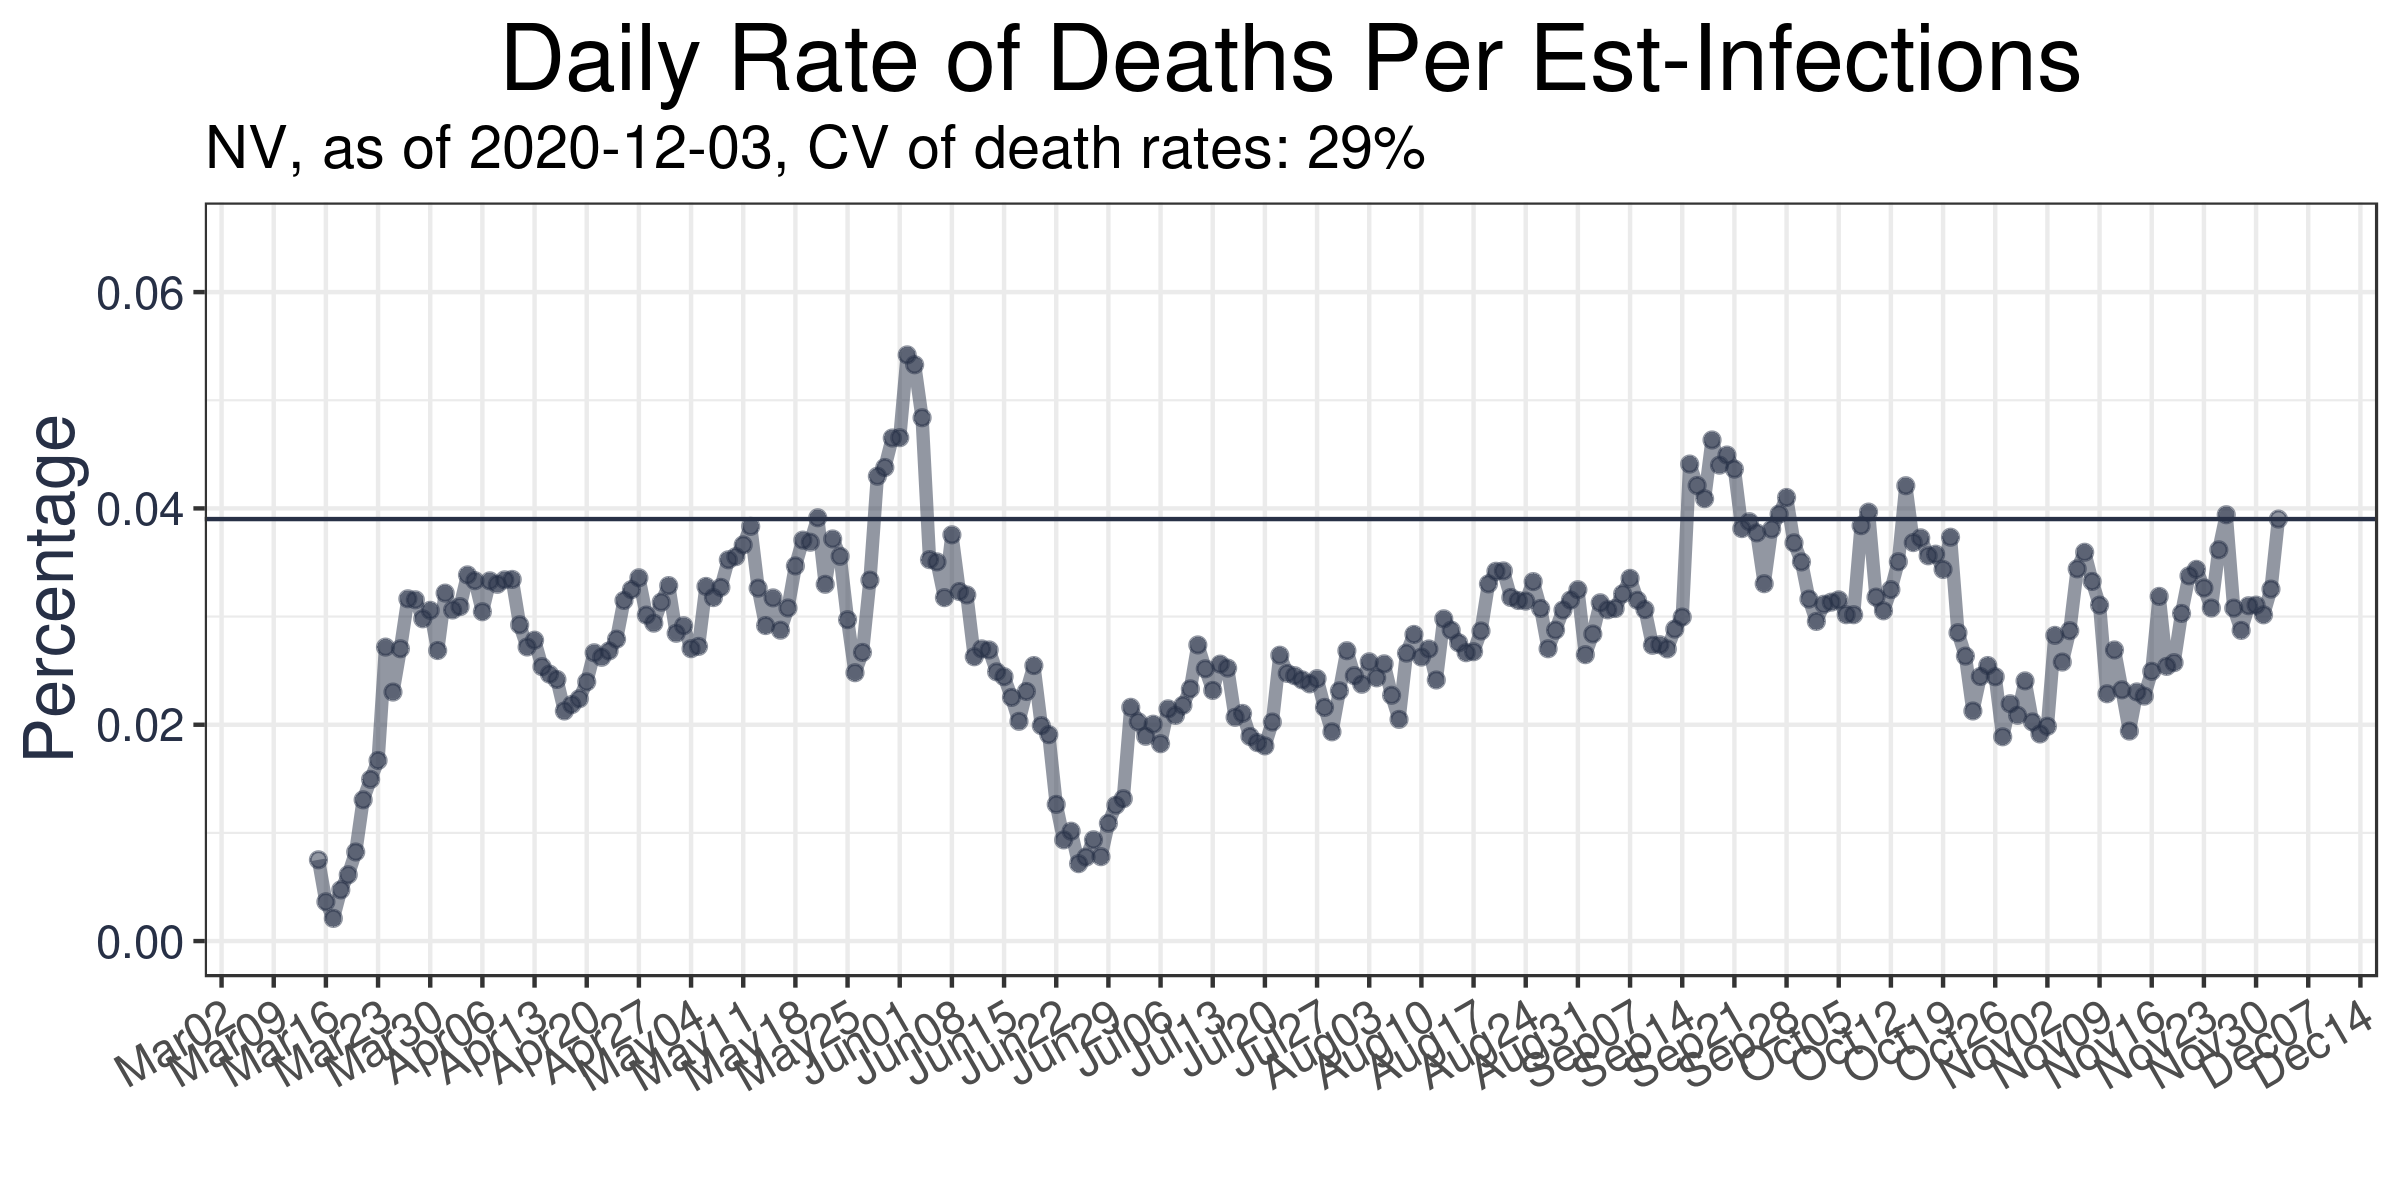 Daily Rate of Deaths Per Est-Infections
NV, as of 2020-12-03, CV of death rates: 29%
Percentage
0.06
0.04
0.02
0.00
Mar02
Mar09
Mar16
Mar23
Mar30
Apr06
Apr13
Apr20
Apr27
May04
May11
May18
May25
Jun01
Jun08
Jun15
Jun22
Jun29
Jul06
Jul13
Jul20
Jul27
Aug03
Aug10
Aug17
Aug24
Aug31
Sep07
Sep14
Sep21
Sep28
Oct05
Oct12
Oct19
Oct26
Nov02
Nov09
Nov16
Nov23
Nov30
Dec07
Dec14